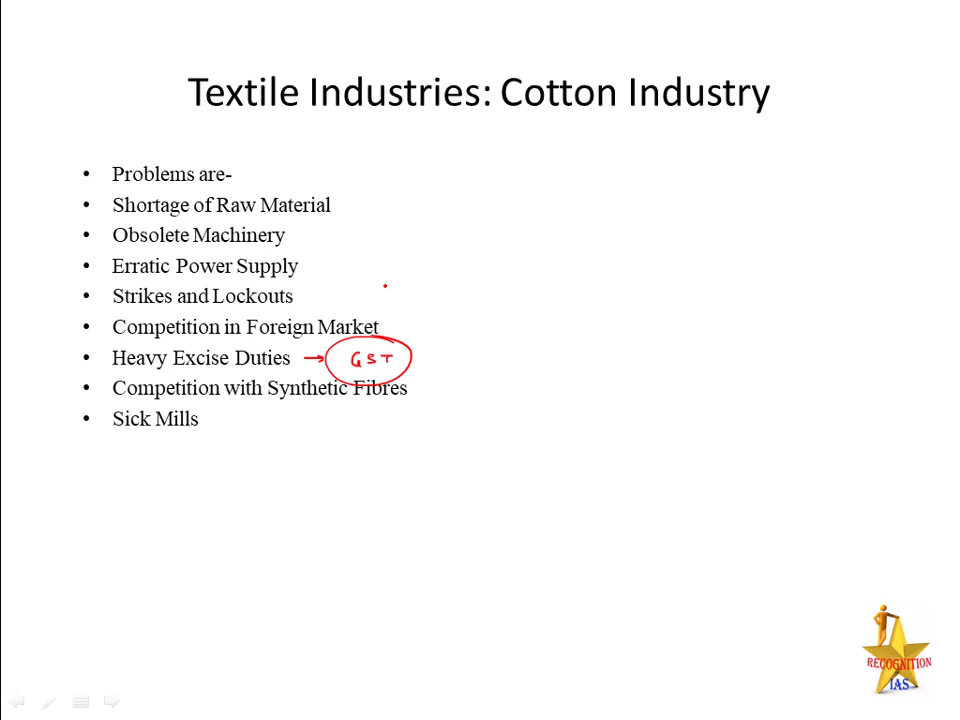 Textile Industries: Cotton Industry
• Problems are-
• Shortage of Raw Material
• Obsolete Machinery
• Erratic Power Supply
• Strikes and Lockouts
• Competition in Foreign Market
• Heavy Excise Duties → GST
• Competition with Synthetic Fibres
• Sick Mills
RECOGNITION
IAS